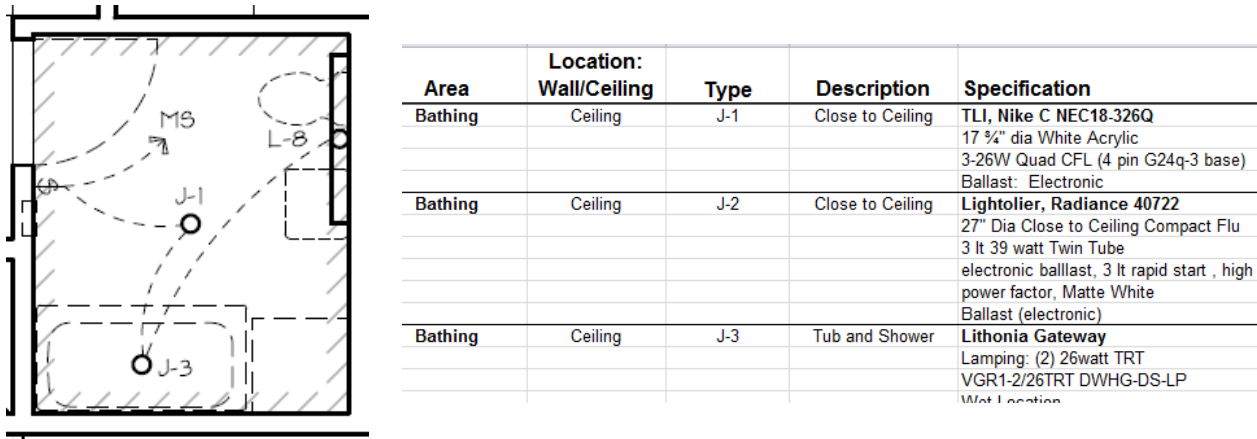 MS
L-8
$
J-1
J-3
Location:
Area Wall/Ceiling Type Description Specification
Bathing Ceiling J-1 Close to Ceiling TLI, Nike C NEC18-326Q
17 ¾" dia White Acrylic
3-26W Quad CFL (4 pin G24q-3 base)
Ballast: Electronic
Bathing Ceiling J-2 Close to Ceiling Lightolier, Radiance 40722
27" Dia Close to Ceiling Compact Flu
3 lt 39 watt Twin Tube
electronic balllast, 3 lt rapid start , high
power factor, Matte White
Ballast (electronic)
Bathing Ceiling J-3 Tub and Shower Lithonia Gateway
Lamping: (2) 26watt TRT
VGR1-2/26TRT DWHG-DS-LP
Wet Location